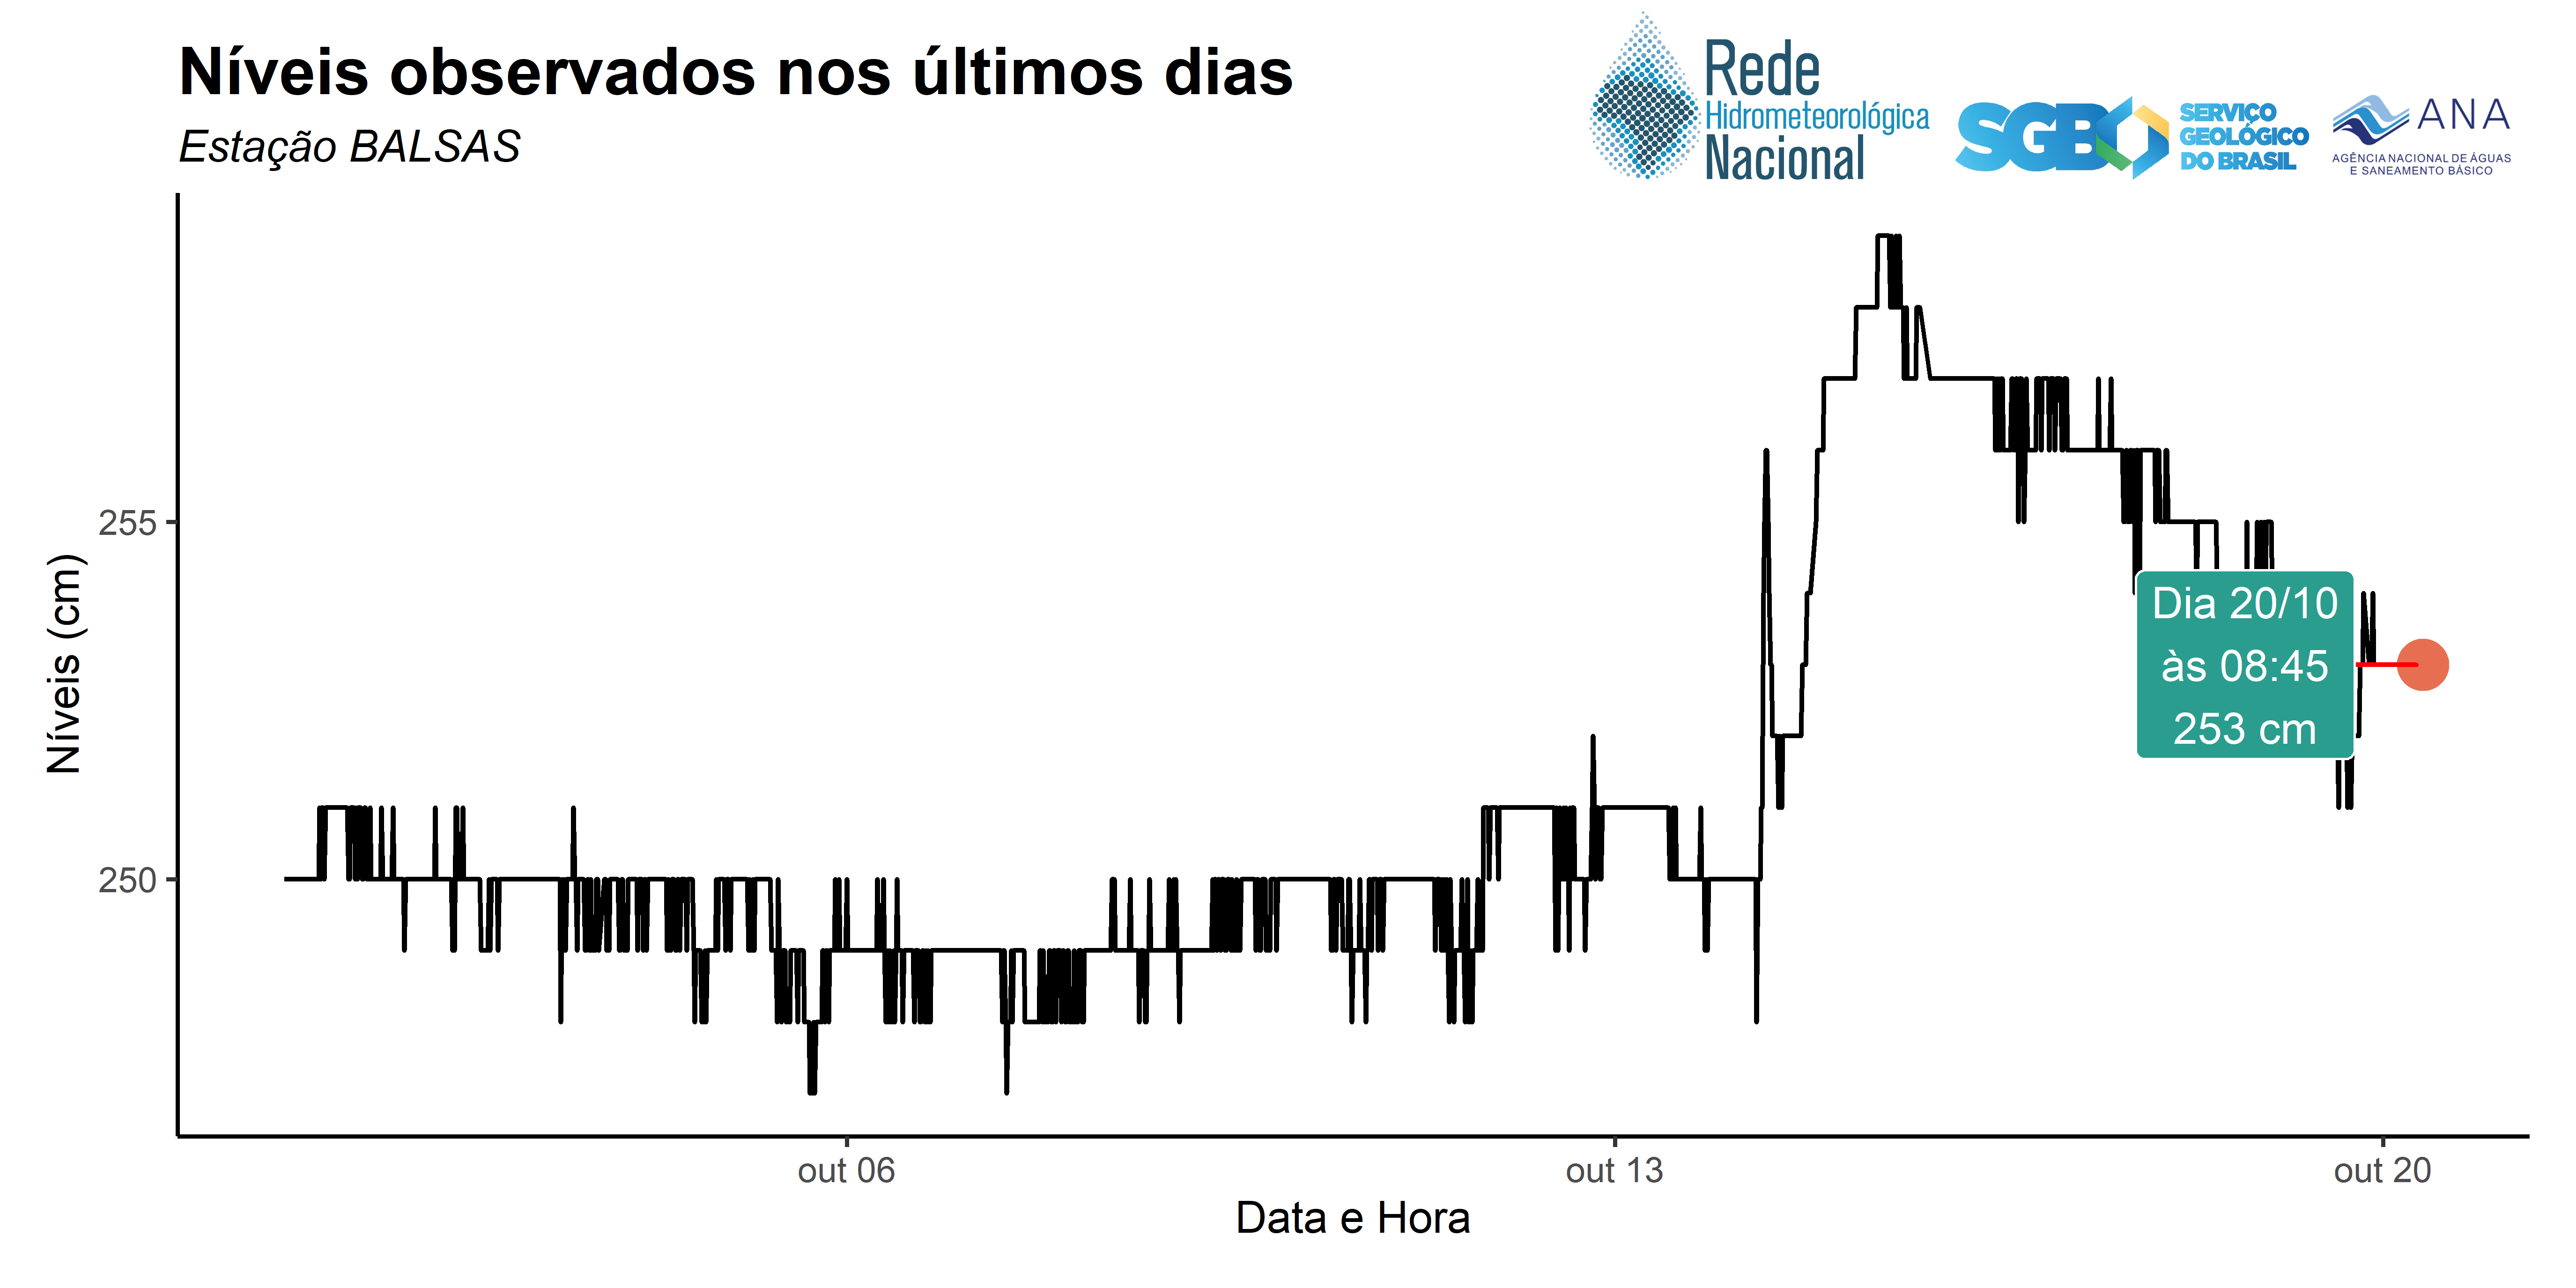 Níveis observados nos últimos dias
Estação BALSAS
Rede
Hidrometeorológica
Nacional
SGB
SERVIÇO
GEOLÓGICO
DO BRASIL
ANA
AGÊNCIA NACIONAL DE ÁGUAS
E SANEAMENTO BÁSICO
Níveis (cm)
255
250
Dia 20/10
às 08:45
253 cm
out 06
out 13
out 20
Data e Hora